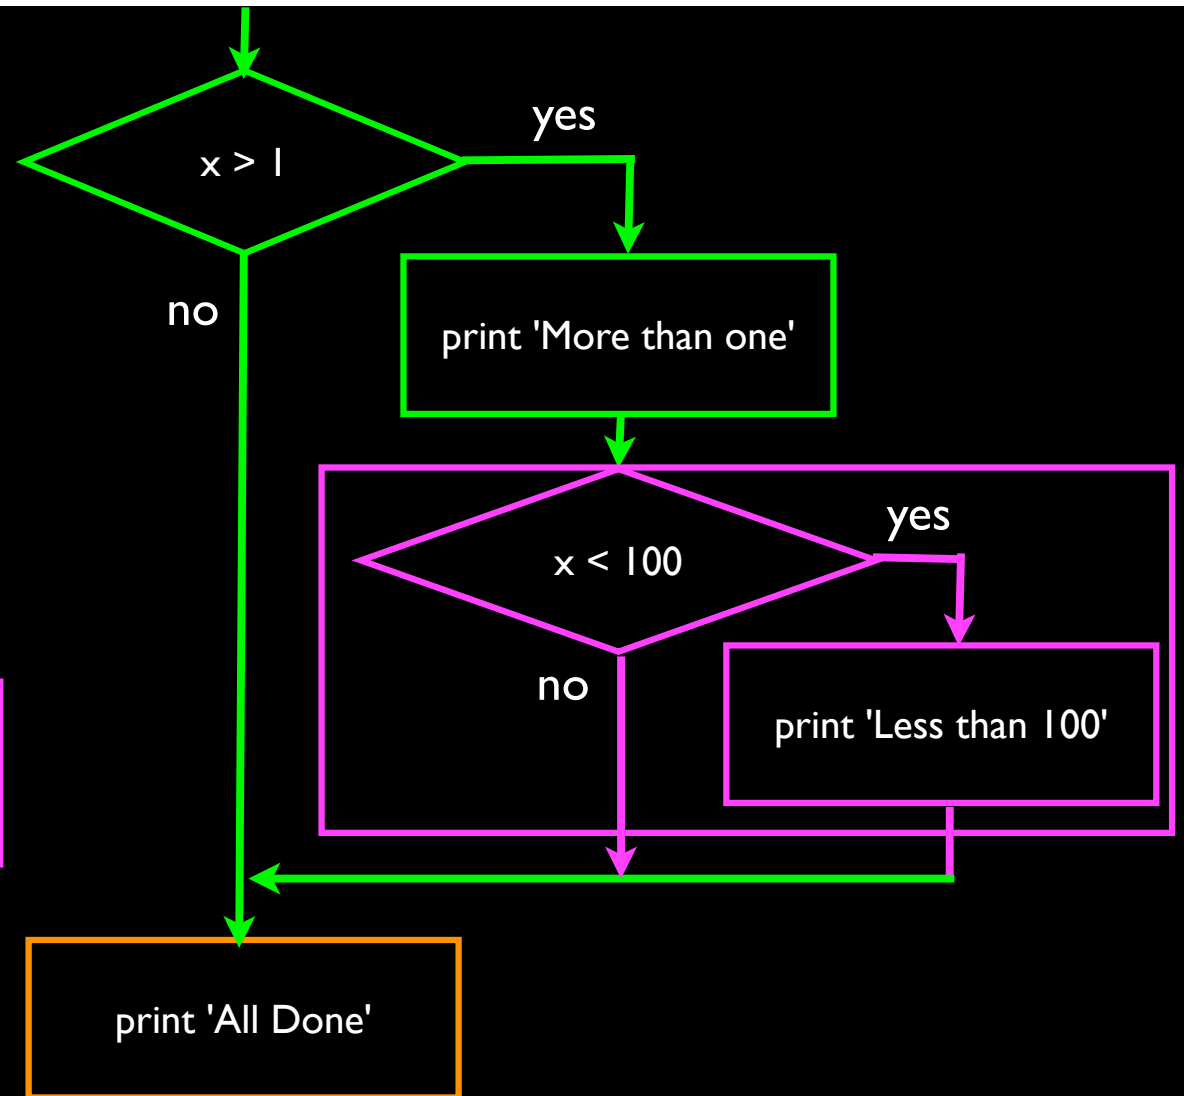 yes
x > 1
no
print 'More than one'
yes
x < 100
no
print 'Less than 100'
print 'All Done'